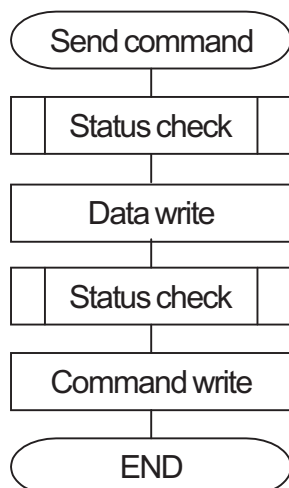 Send command
Status check
Data write
Status check
Command write
END